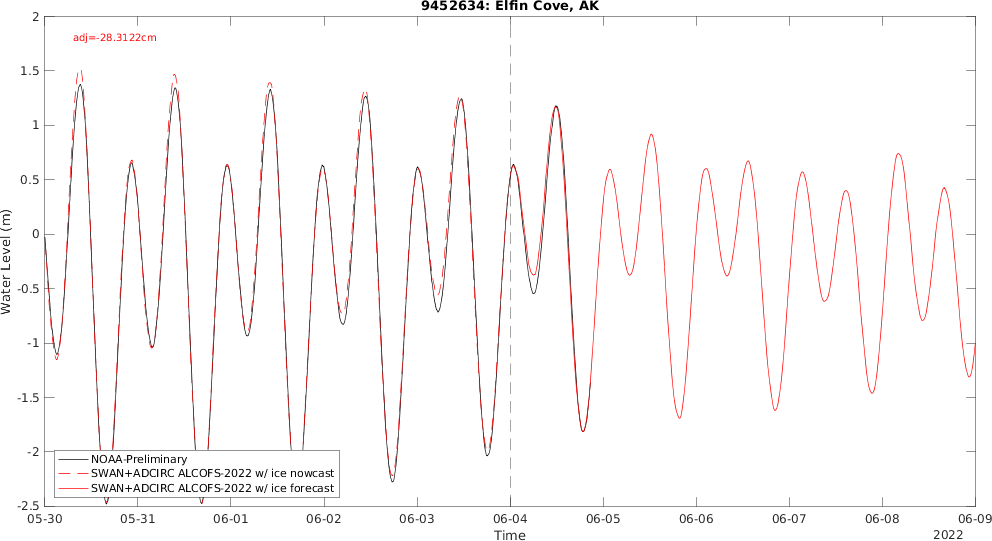 9452634: Elfin Cove, AK
adj=-28.3122cm
Water Level (m)
2
1.5
1
0.5
0
-0.5
-1
-1.5
-2
-2.5
NOAA-Preliminary
SWAN+ADCIRC ALCOFS-2022 w/ ice nowcast
SWAN+ADCIRC ALCOFS-2022 w/ ice forecast
05-30 05-31 06-01 06-02 06-03 06-04 06-05 06-06 06-07 06-08 06-09
Time
2022